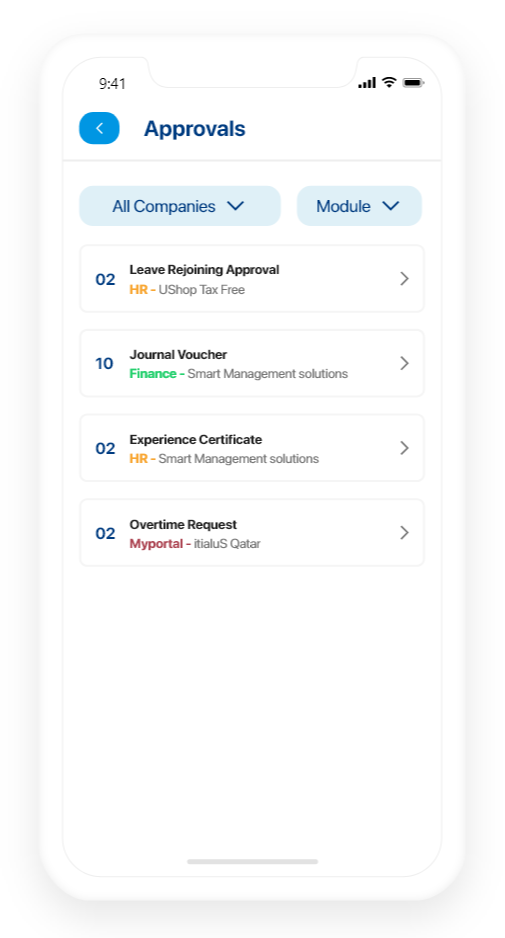 9:41
Approvals
All Companies
Module
02
Leave Rejoining Approval
HR - UShop Tax Free
10
Journal Voucher
Finance - Smart Management solutions
02
Experience Certificate
HR - Smart Management solutions
02
Overtime Request
Myportal - itialuS Qatar